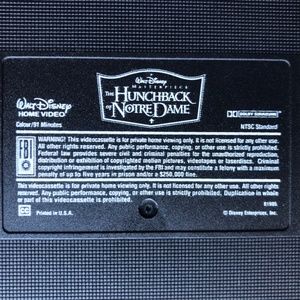 Walt Disney
MASTERPIECE
THE HUNCHBACK
OF NOTRE DAME
WALT DISNEY
HOME VIDEO
DOLBY SURROUND
Colour/91 Minutes
NTSC Standard
FBI
WARNING! This videocassette is for private home viewing only. It is not licensed for any other use.
All other rights reserved. Any public performance, copying, or other use is strictly prohibited.
Federal law provides severe civil and criminal penalties for the unauthorized reproduction,
distribution or exhibition of copyrighted motion pictures, videotapes or laserdiscs. Criminal
copyright infringement is investigated by the FBI and may constitute a felony with a maximum
penalty of up to five years in prison and/or a $250,000 fine.
This videocassette is for private viewing only. It is not licensed for any other use. All other rights
reserved. Any public performance, copying, or other use is strictly prohibited. Duplication in whole
or part of this videocassette is prohibited.
Printed in U.S.A.
© Disney Enterprises, Inc.